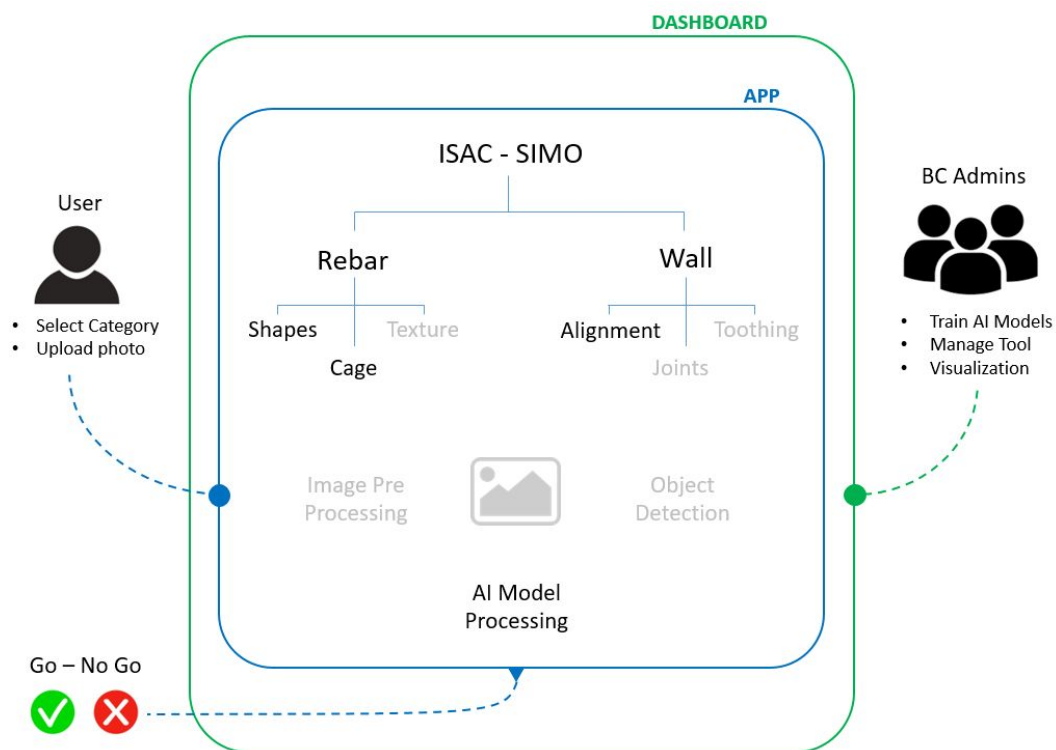 DASHBOARD
APP
ISAC - SIMO
BC Admins
User
Rebar
Wall
• Select Category
• Upload photo
Shapes
Texture
Cage
Alignment
Toothing
Joints
• Train AI Models
• Manage Tool
• Visualization
Image Pre
Processing
Object
Detection
AI Model
Processing
Go – No Go